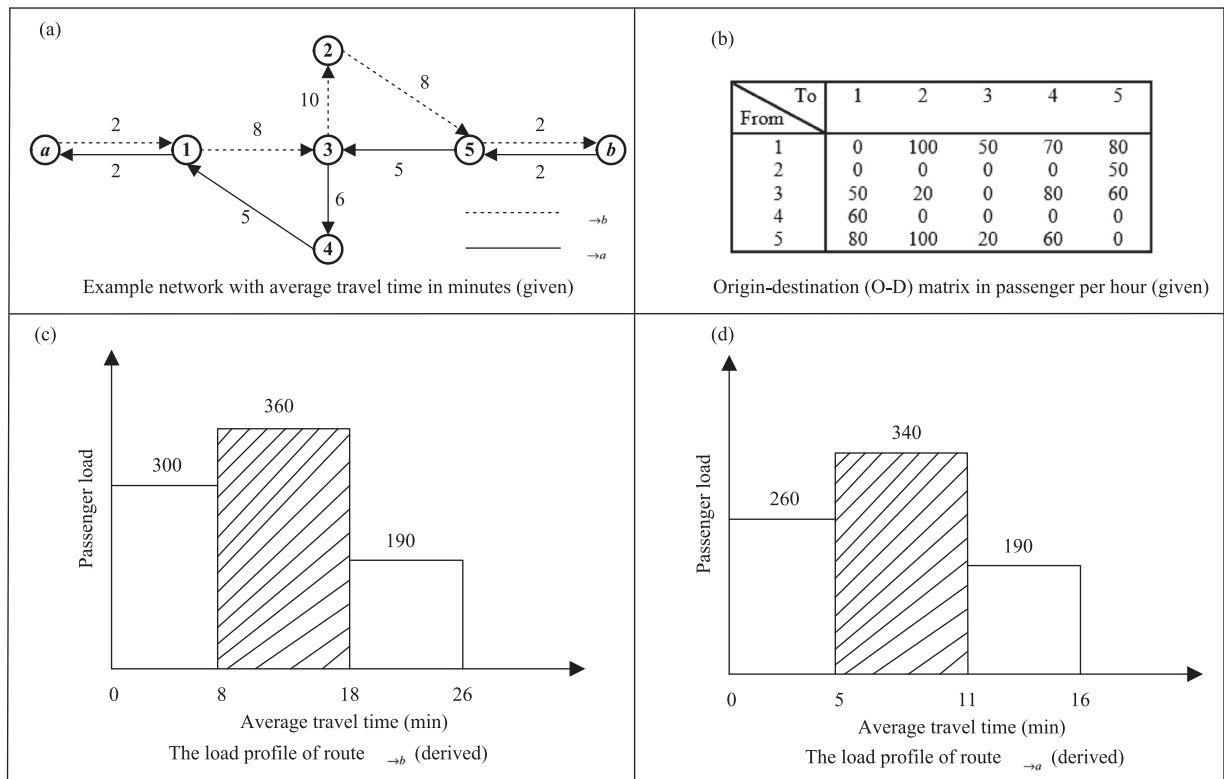 (a)
2
8
2
8
2
10
a
1
3
5
b
2
5
2
6
5
4
→b
→a
Example network with average travel time in minutes (given)
(b)
To 1 2 3 4 5
From
1 0 100 50 70 80
2 0 0 0 0 50
3 50 20 0 80 60
4 60 0 0 0 0
5 80 100 20 60 0
Origin-destination (O-D) matrix in passenger per hour (given)
(c)
Passenger load
300
360
190
0 8 18 26
Average travel time (min)
The load profile of route →b (derived)
(d)
Passenger load
260
340
190
0 5 11 16
Average travel time (min)
The load profile of route →a (derived)